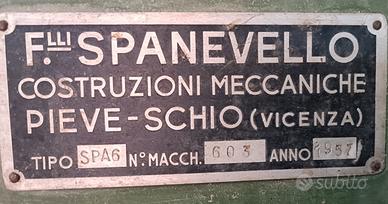 F.LLI SPANEVELLO
COSTRUZIONI MECCANICHE
PIEVE-SCHIO (VICENZA)
TIPO SPA6 N°. MACCH. 603 ANNO 1957
subito